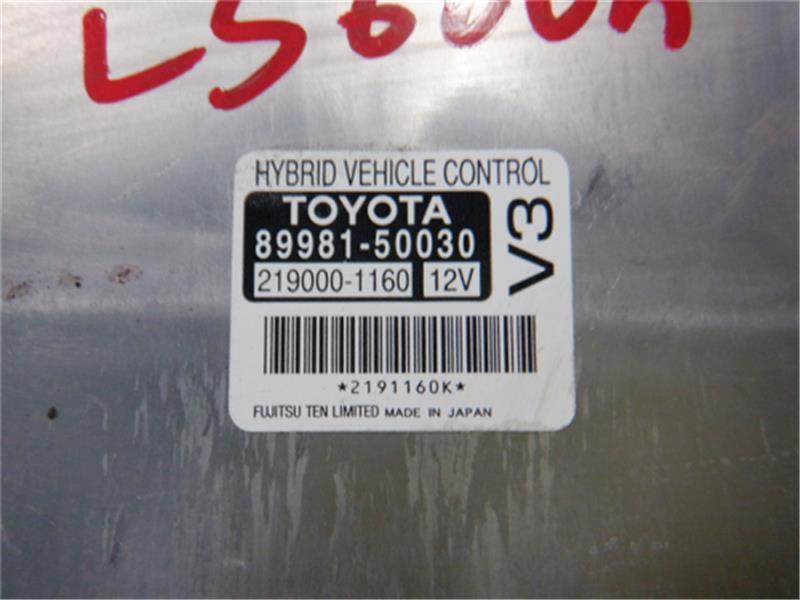 LS600h
HYBRID VEHICLE CONTROL
TOYOTA
89981-50030
219000-1160 12V
V3
*2191160K*
FUJITSU TEN LIMITED MADE IN JAPAN